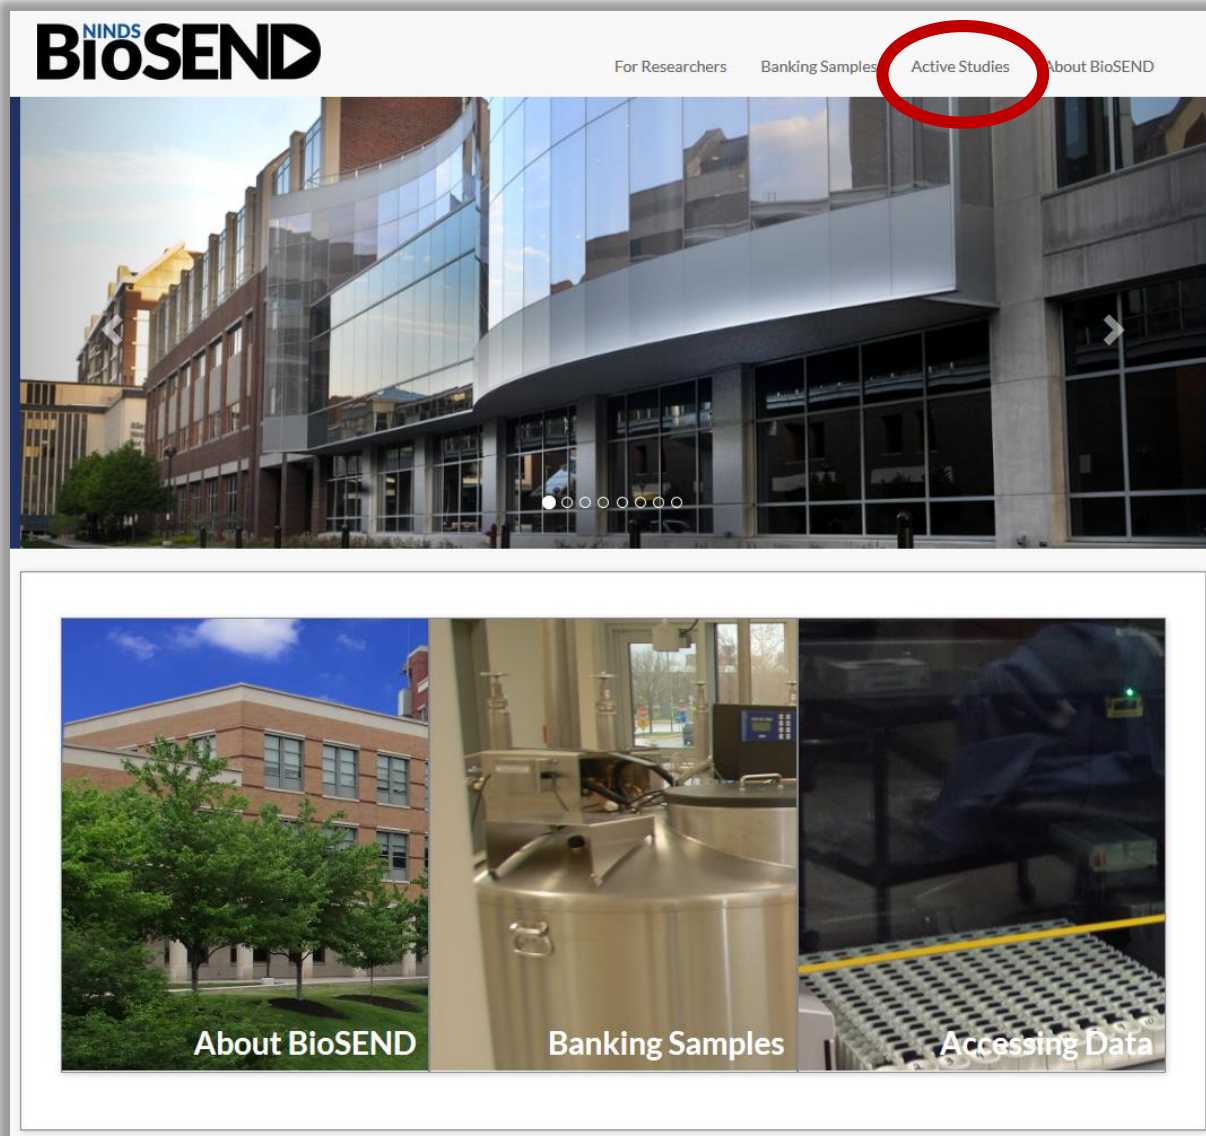 NINDS
BioSEND
For Researchers Banking Samples Active Studies About BioSEND
About BioSEND
Banking Samples
Accessing Data